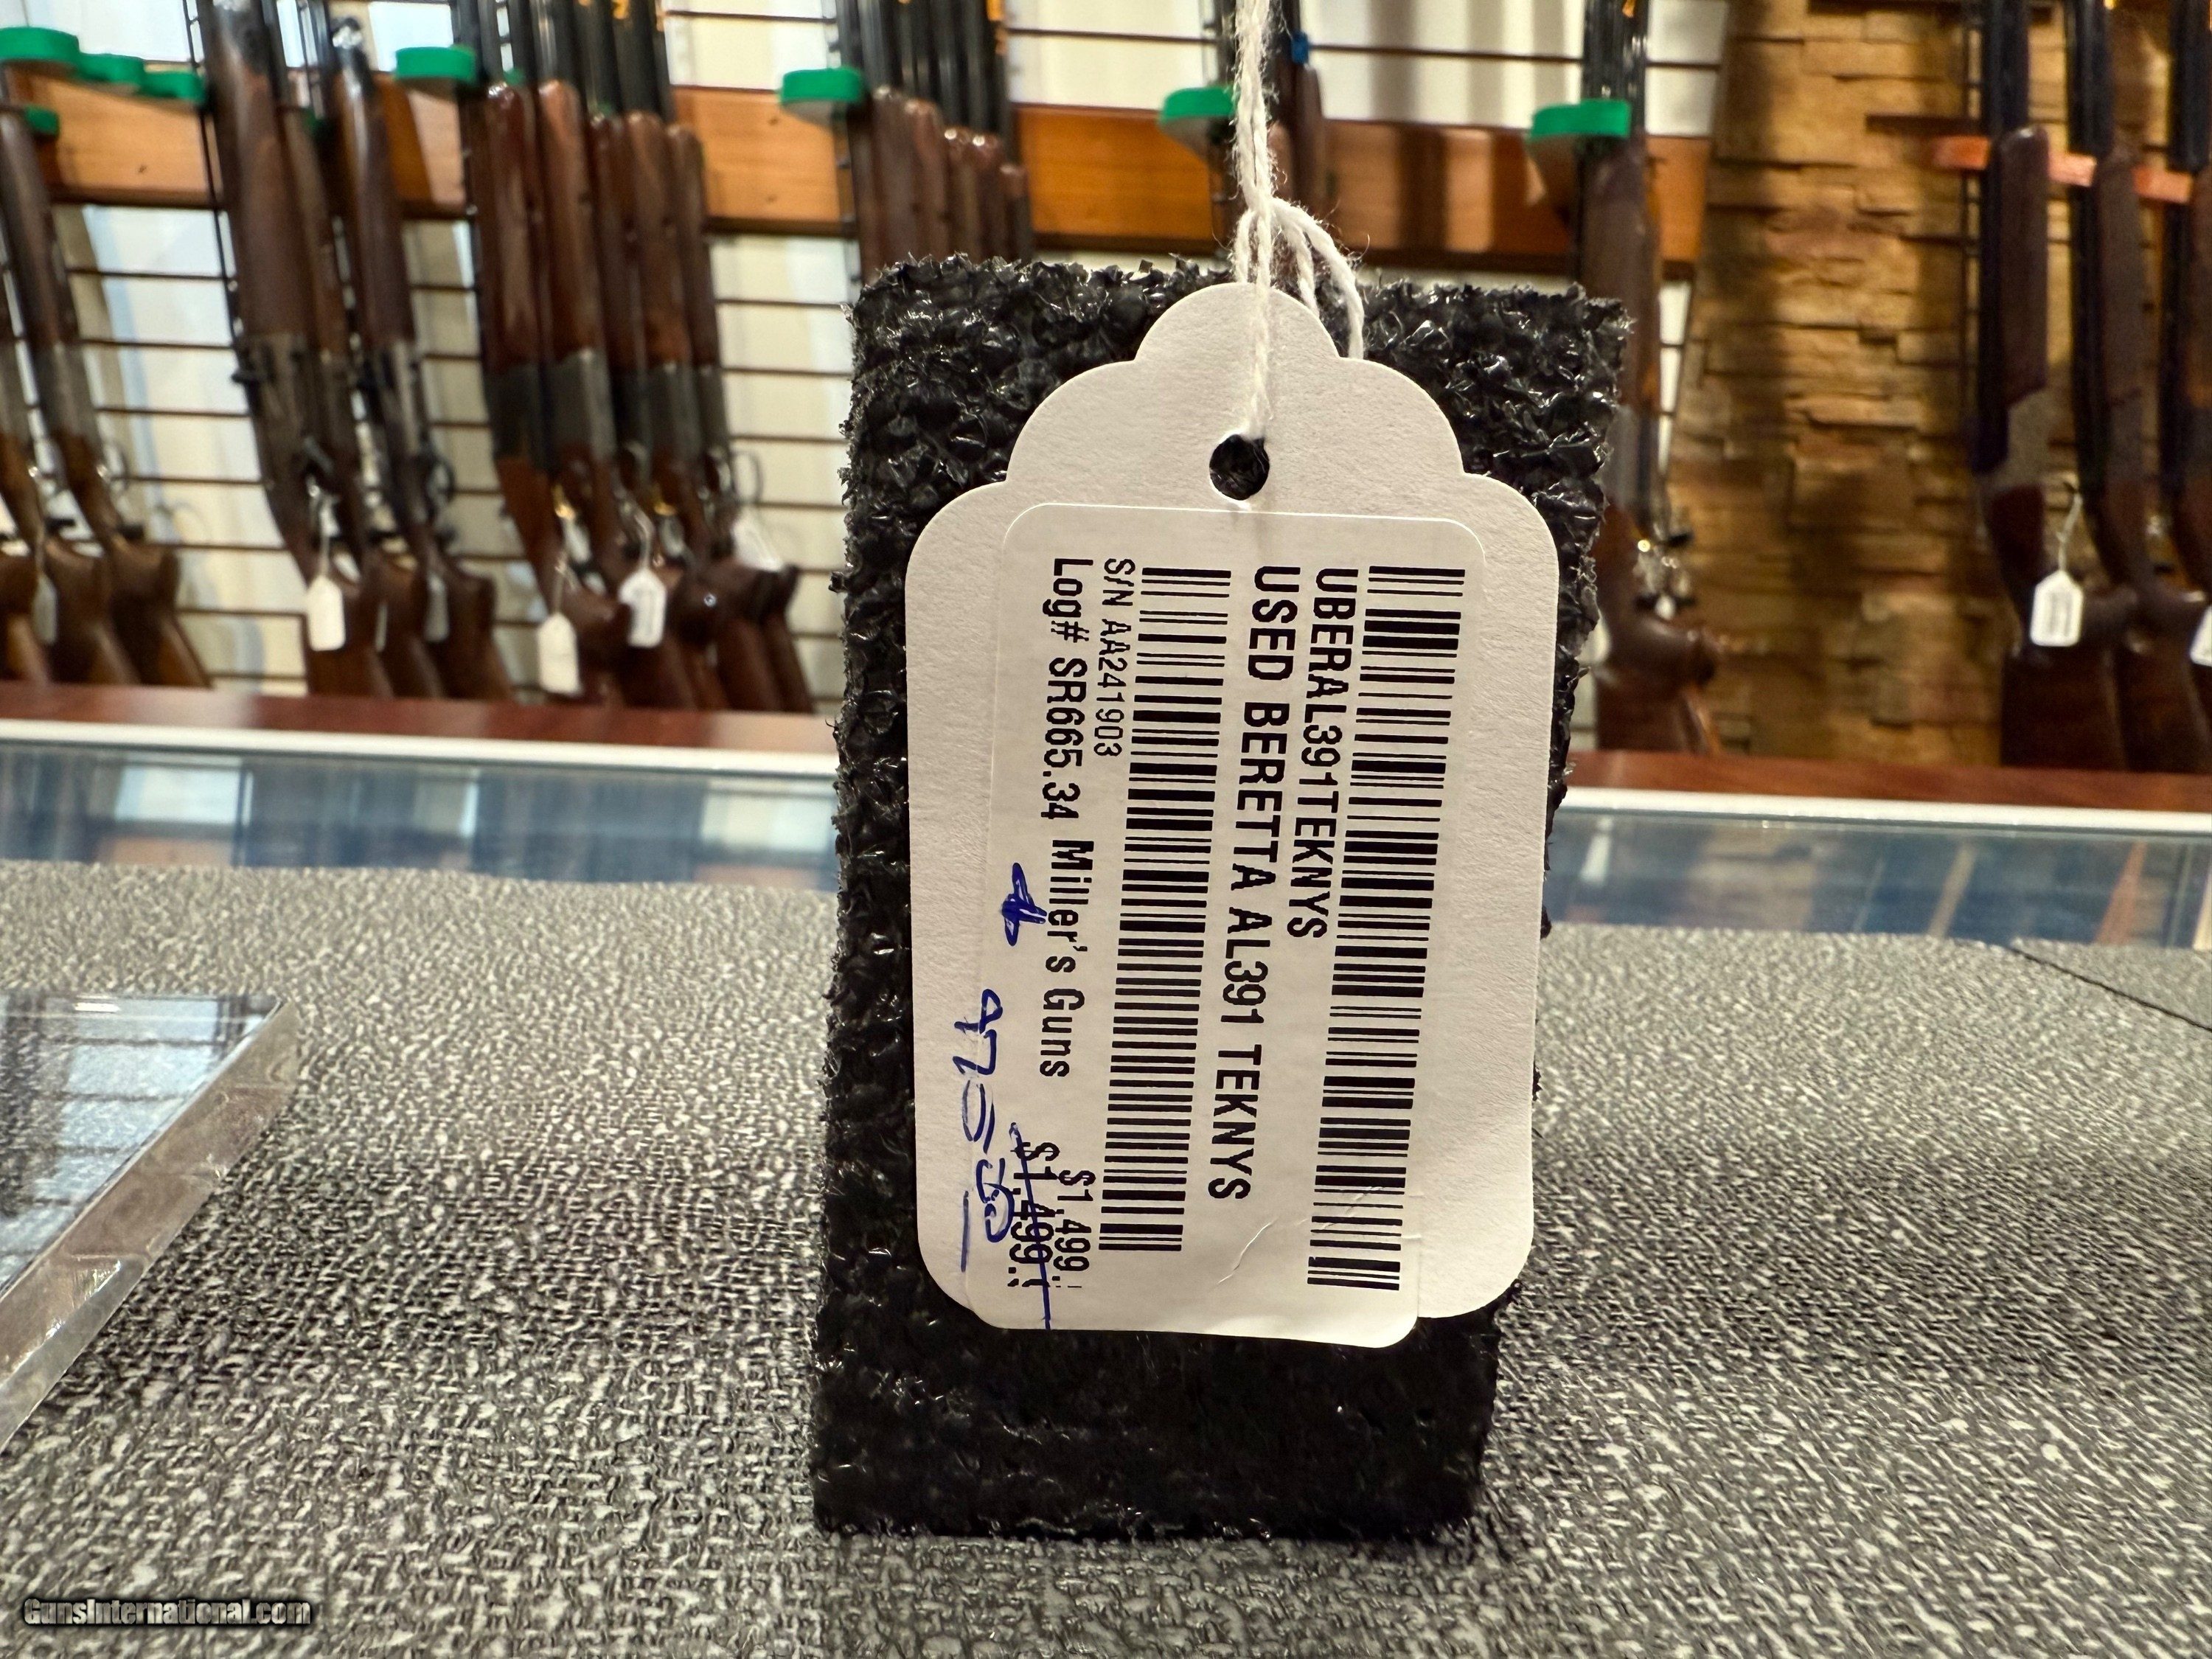 UBERAL391TEKNYS
USED BERETTA AL391 TEKNYS
S/N AA241903
Log# SR665.34 Miller's Guns
$1,499.
$1,499.
GunsInternational.com